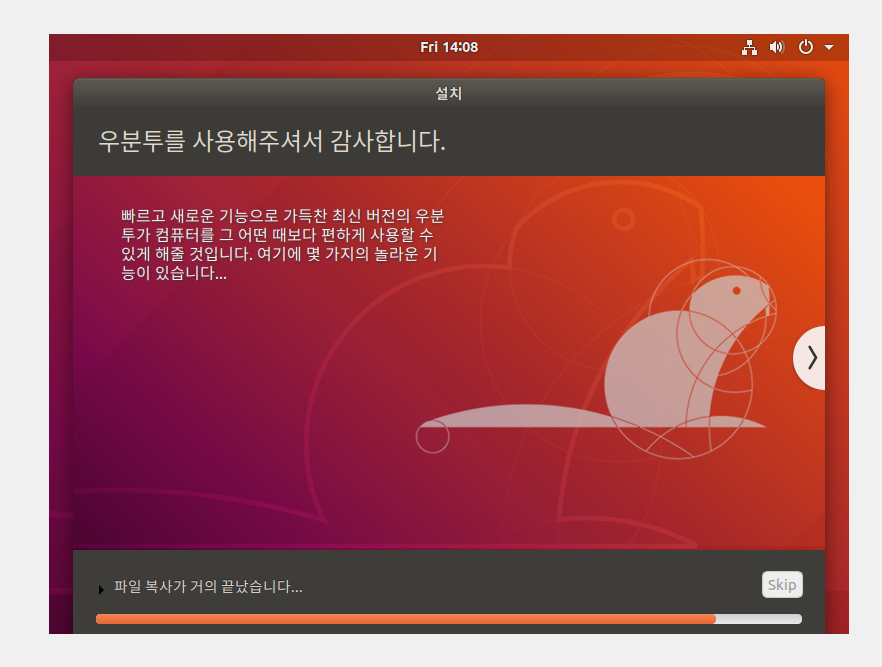 Fri 14:08
설치
우분투를 사용해주셔서 감사합니다.
빠르고 새로운 기능으로 가득찬 최신 버전의 우분
투가 컴퓨터를 그 어떤 때보다 편하게 사용할 수
있게 해줄 것입니다. 여기에 몇 가지의 놀라운 기
능이 있습니다...
파일 복사가 거의 끝났습니다...
Skip